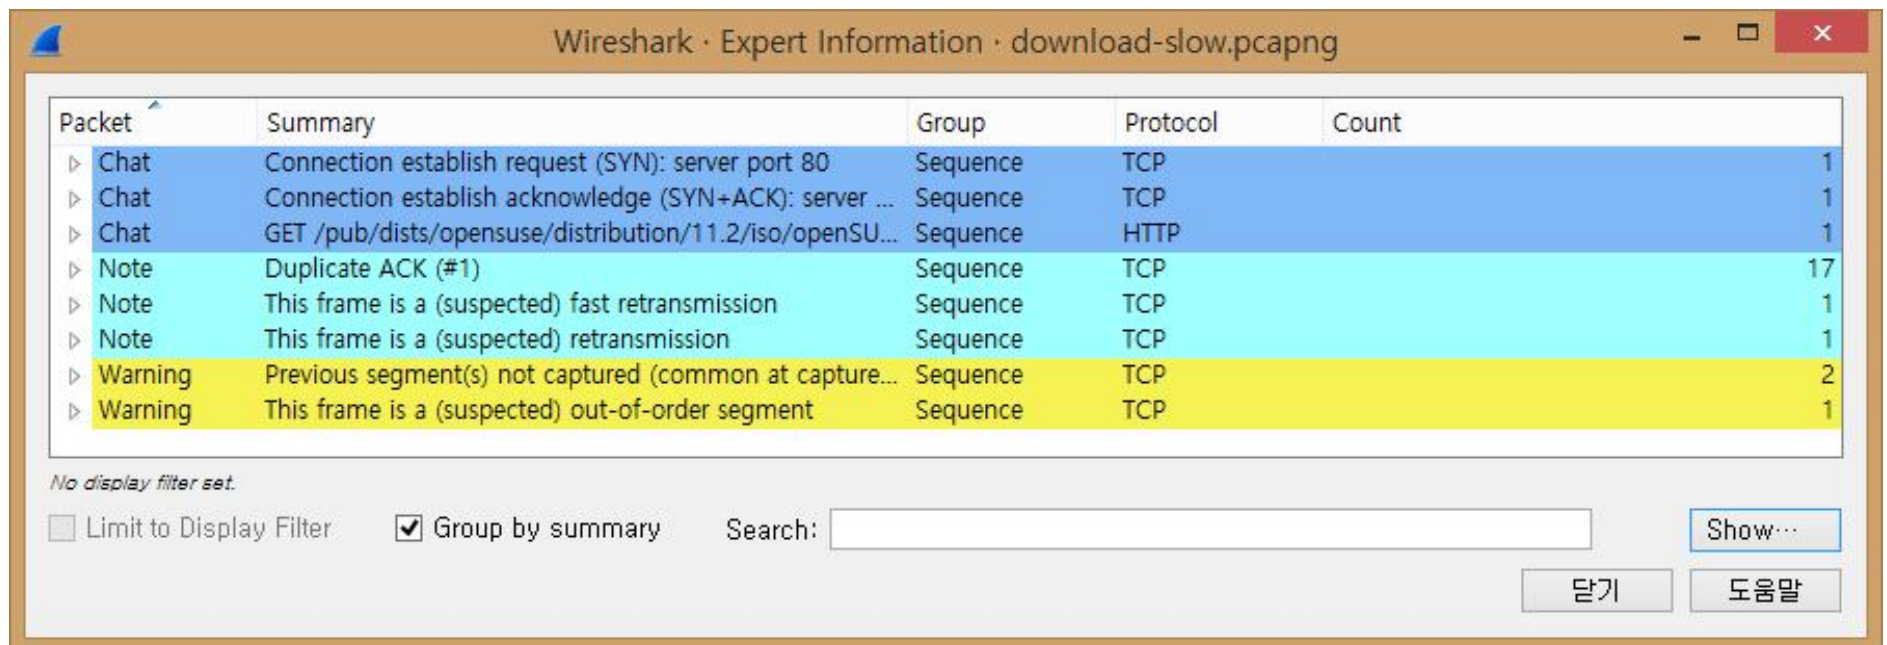 Wireshark · Expert Information · download-slow.pcapng
Packet Summary Group Protocol Count
Chat Connection establish request (SYN): server port 80 Sequence TCP 1
Chat Connection establish acknowledge (SYN+ACK): server ... Sequence TCP 1
Chat GET /pub/dists/opensuse/distribution/11.2/iso/openSU... Sequence HTTP 1
Note Duplicate ACK (#1) Sequence TCP 17
Note This frame is a (suspected) fast retransmission Sequence TCP 1
Note This frame is a (suspected) retransmission Sequence TCP 1
Warning Previous segment(s) not captured (common at capture... Sequence TCP 2
Warning This frame is a (suspected) out-of-order segment Sequence TCP 1
No display filter set.
Limit to Display Filter Group by summary Search: Show…
닫기 도움말